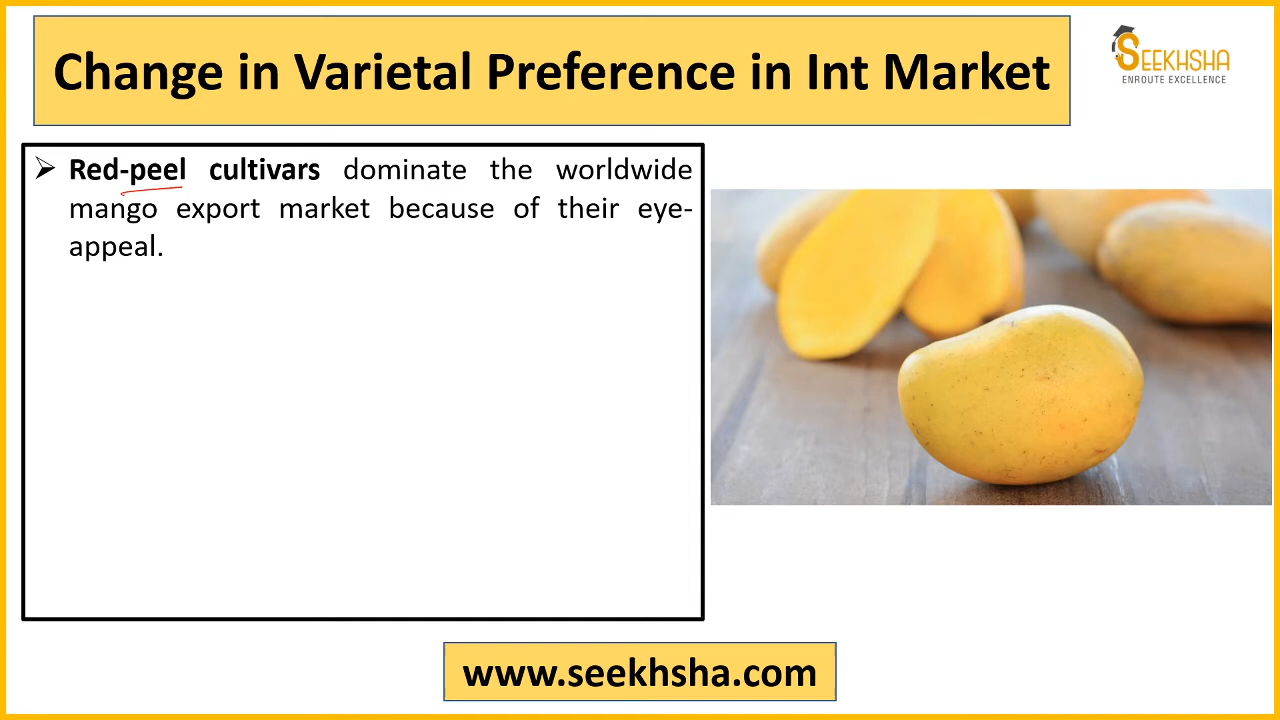 Change in Varietal Preference in Int Market
SEEKHSHA
ENROUTE EXCELLENCE
➢ Red-peel cultivars dominate the worldwide
mango export market because of their eye-
appeal.
www.seekhsha.com